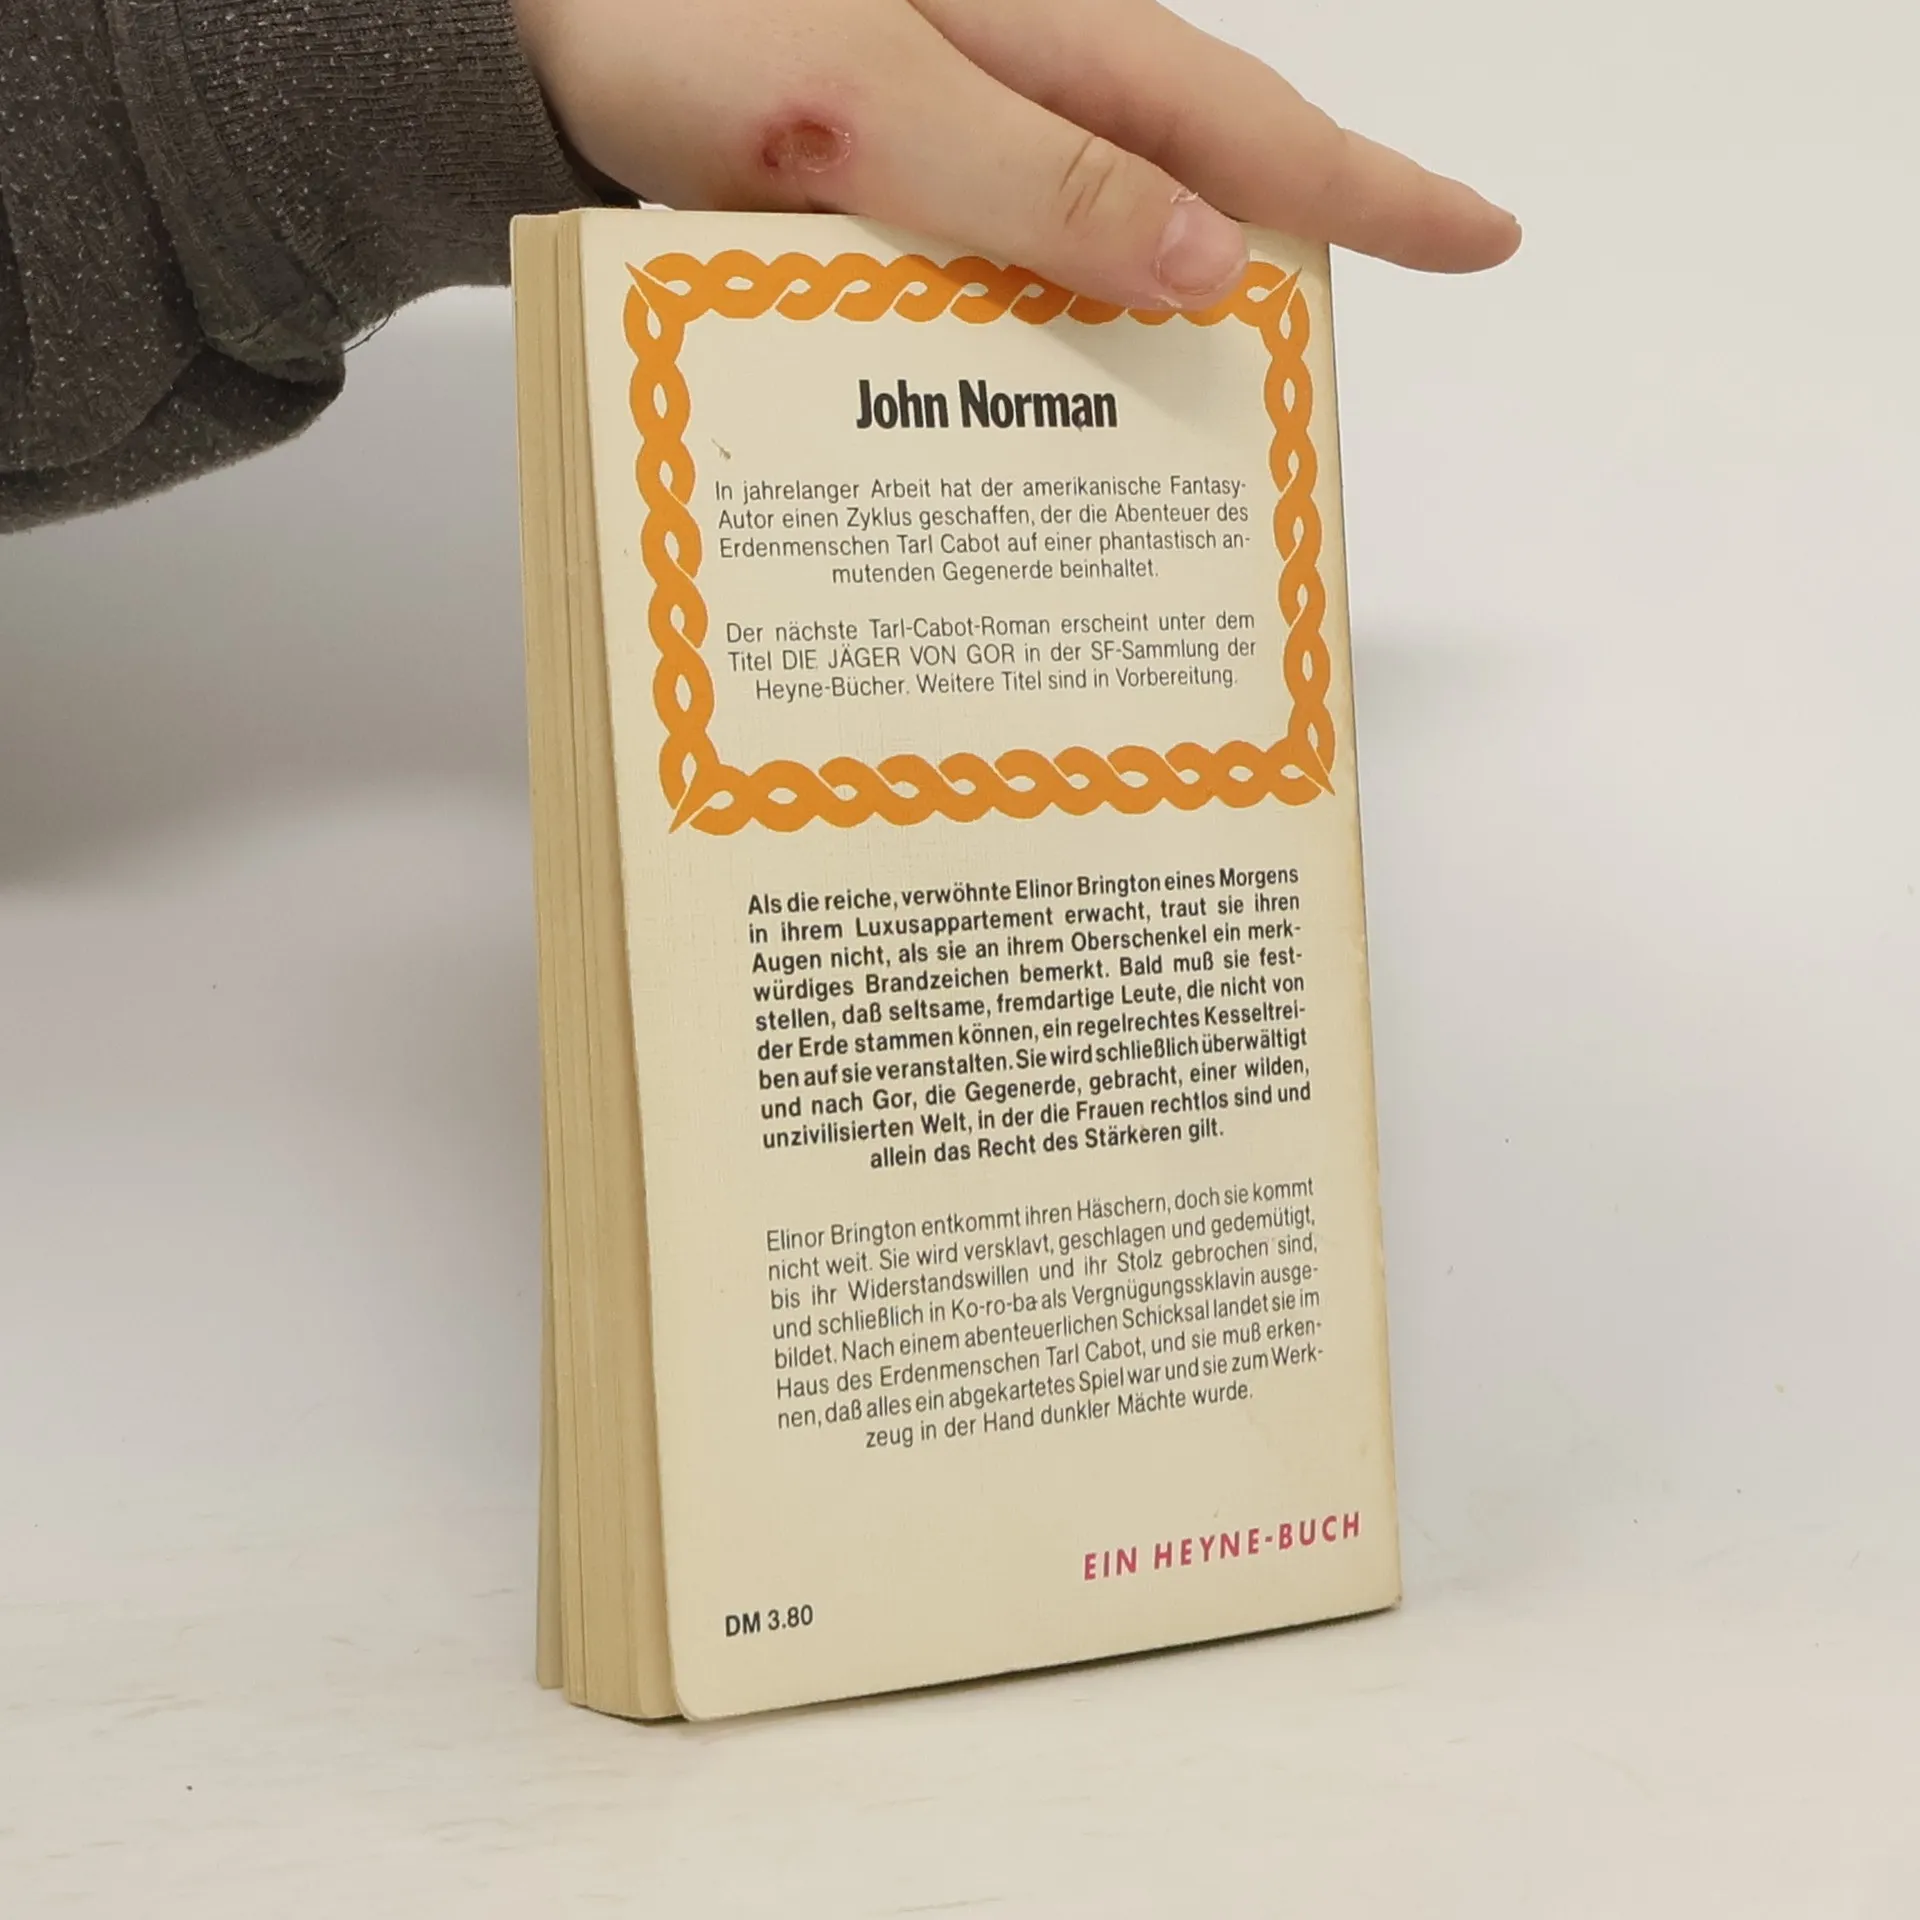 John Norman
In jahrelanger Arbeit hat der amerikanische Fantasy-
Autor einen Zyklus geschaffen, der die Abenteuer des
Erdenmenschen Tarl Cabot auf einer phantastisch an-
mutenden Gegenerde beinhaltet.
Der nächste Tarl-Cabot-Roman erscheint unter dem
Titel DIE JÄGER VON GOR in der SF-Sammlung der
Heyne-Bücher. Weitere Titel sind in Vorbereitung.
Als die reiche, verwöhnte Elinor Brington eines Morgens
in ihrem Luxusappartement erwacht, traut sie ihren
Augen nicht, als sie an ihrem Oberschenkel ein merk-
würdiges Brandzeichen bemerkt. Bald muß sie fest-
stellen, daß seltsame, fremdartige Leute, die nicht von
der Erde stammen können, ein regelrechtes Kesseltrei-
ben auf sie veranstalten. Sie wird schließlich überwältigt
und nach Gor, die Gegenerde, gebracht, einer wilden,
unzivilisierten Welt, in der die Frauen rechtlos sind und
allein das Recht des Stärkeren gilt.
Elinor Brington entkommt ihren Häschern, doch sie kommt
nicht weit. Sie wird versklavt, geschlagen und gedemütigt,
bis ihr Widerstandswillen und ihr Stolz gebrochen sind,
und schließlich in Ko-ro-ba als Vergnügungssklavin ausge-
bildet. Nach einem abenteuerlichen Schicksal landet sie im
Haus des Erdenmenschen Tarl Cabot, und sie muß erken-
nen, daß alles ein abgekartetes Spiel war und sie zum Werk-
zeug in der Hand dunkler Mächte wurde.
EIN HEYNE-BUCH
DM 3.80